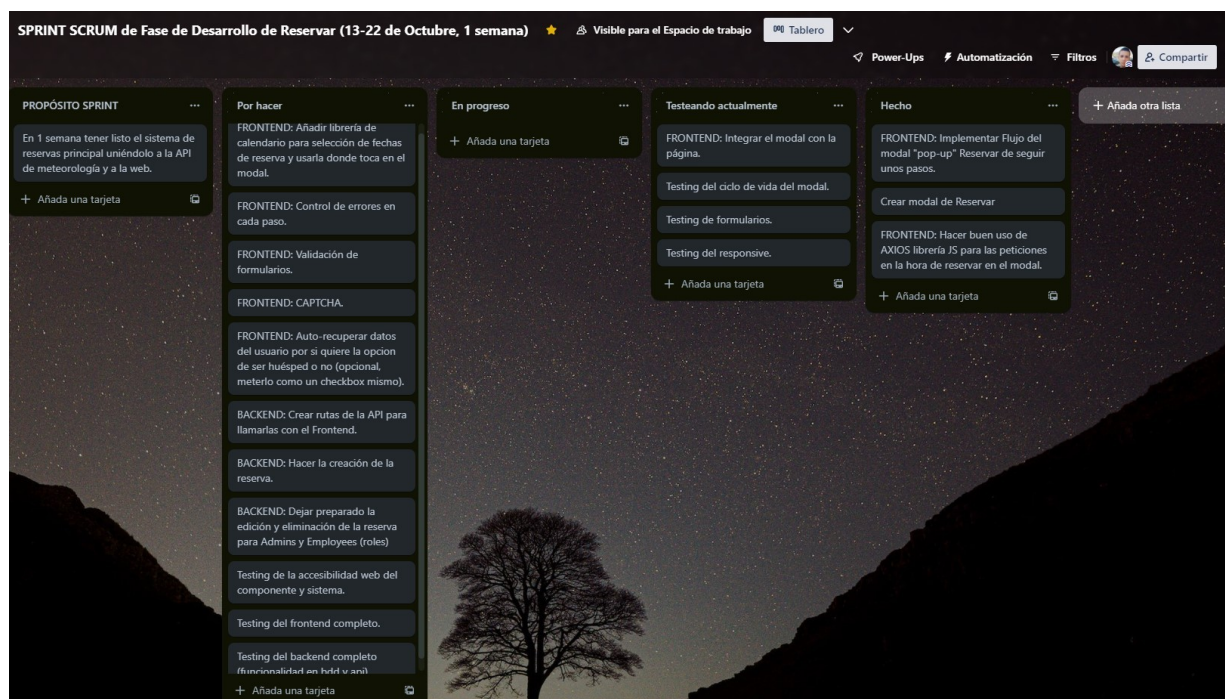 SPRINT SCRUM de Fase de Desarrollo de Reservar (13-22 de Octubre, 1 semana)
Visible para el Espacio de trabajo
Tablero
Power-Ups
Automatización
Filtros
Compartir
PROPÓSITO SPRINT
En 1 semana tener listo el sistema de
reservas principal uniéndolo a la API
de meteorología y a la web.
+ Añada una tarjeta
Por hacer
FRONTEND: Añadir librería de
calendario para selección de fechas
de reserva y usarla donde toca en el
modal.
FRONTEND: Control de errores en
cada paso.
FRONTEND: Validación de
formularios.
FRONTEND: CAPTCHA.
FRONTEND: Auto-recuperar datos
del usuario por si quiere la opcion
de ser huésped o no (opcional,
meterlo como un checkbox mismo).
BACKEND: Crear rutas de la API para
llamarlas con el Frontend.
BACKEND: Hacer la creación de la
reserva.
BACKEND: Dejar preparado la
edición y eliminación de la reserva
para Admins y Employees (roles)
Testing de la accesibilidad web del
componente y sistema.
Testing del frontend completo.
Testing del backend completo
(funcionalidad en bdd y api)
+ Añada una tarjeta
En progreso
+ Añada una tarjeta
Testeando actualmente
FRONTEND: Integrar el modal con la
página.
Testing del ciclo de vida del modal.
Testing de formularios.
Testing del responsive.
+ Añada una tarjeta
Hecho
FRONTEND: Implementar Flujo del
modal "pop-up" Reservar de seguir
unos pasos.
Crear modal de Reservar
FRONTEND: Hacer buen uso de
AXIOS librería JS para las peticiones
en la hora de reservar en el modal.
+ Añada una tarjeta
+ Añada otra lista